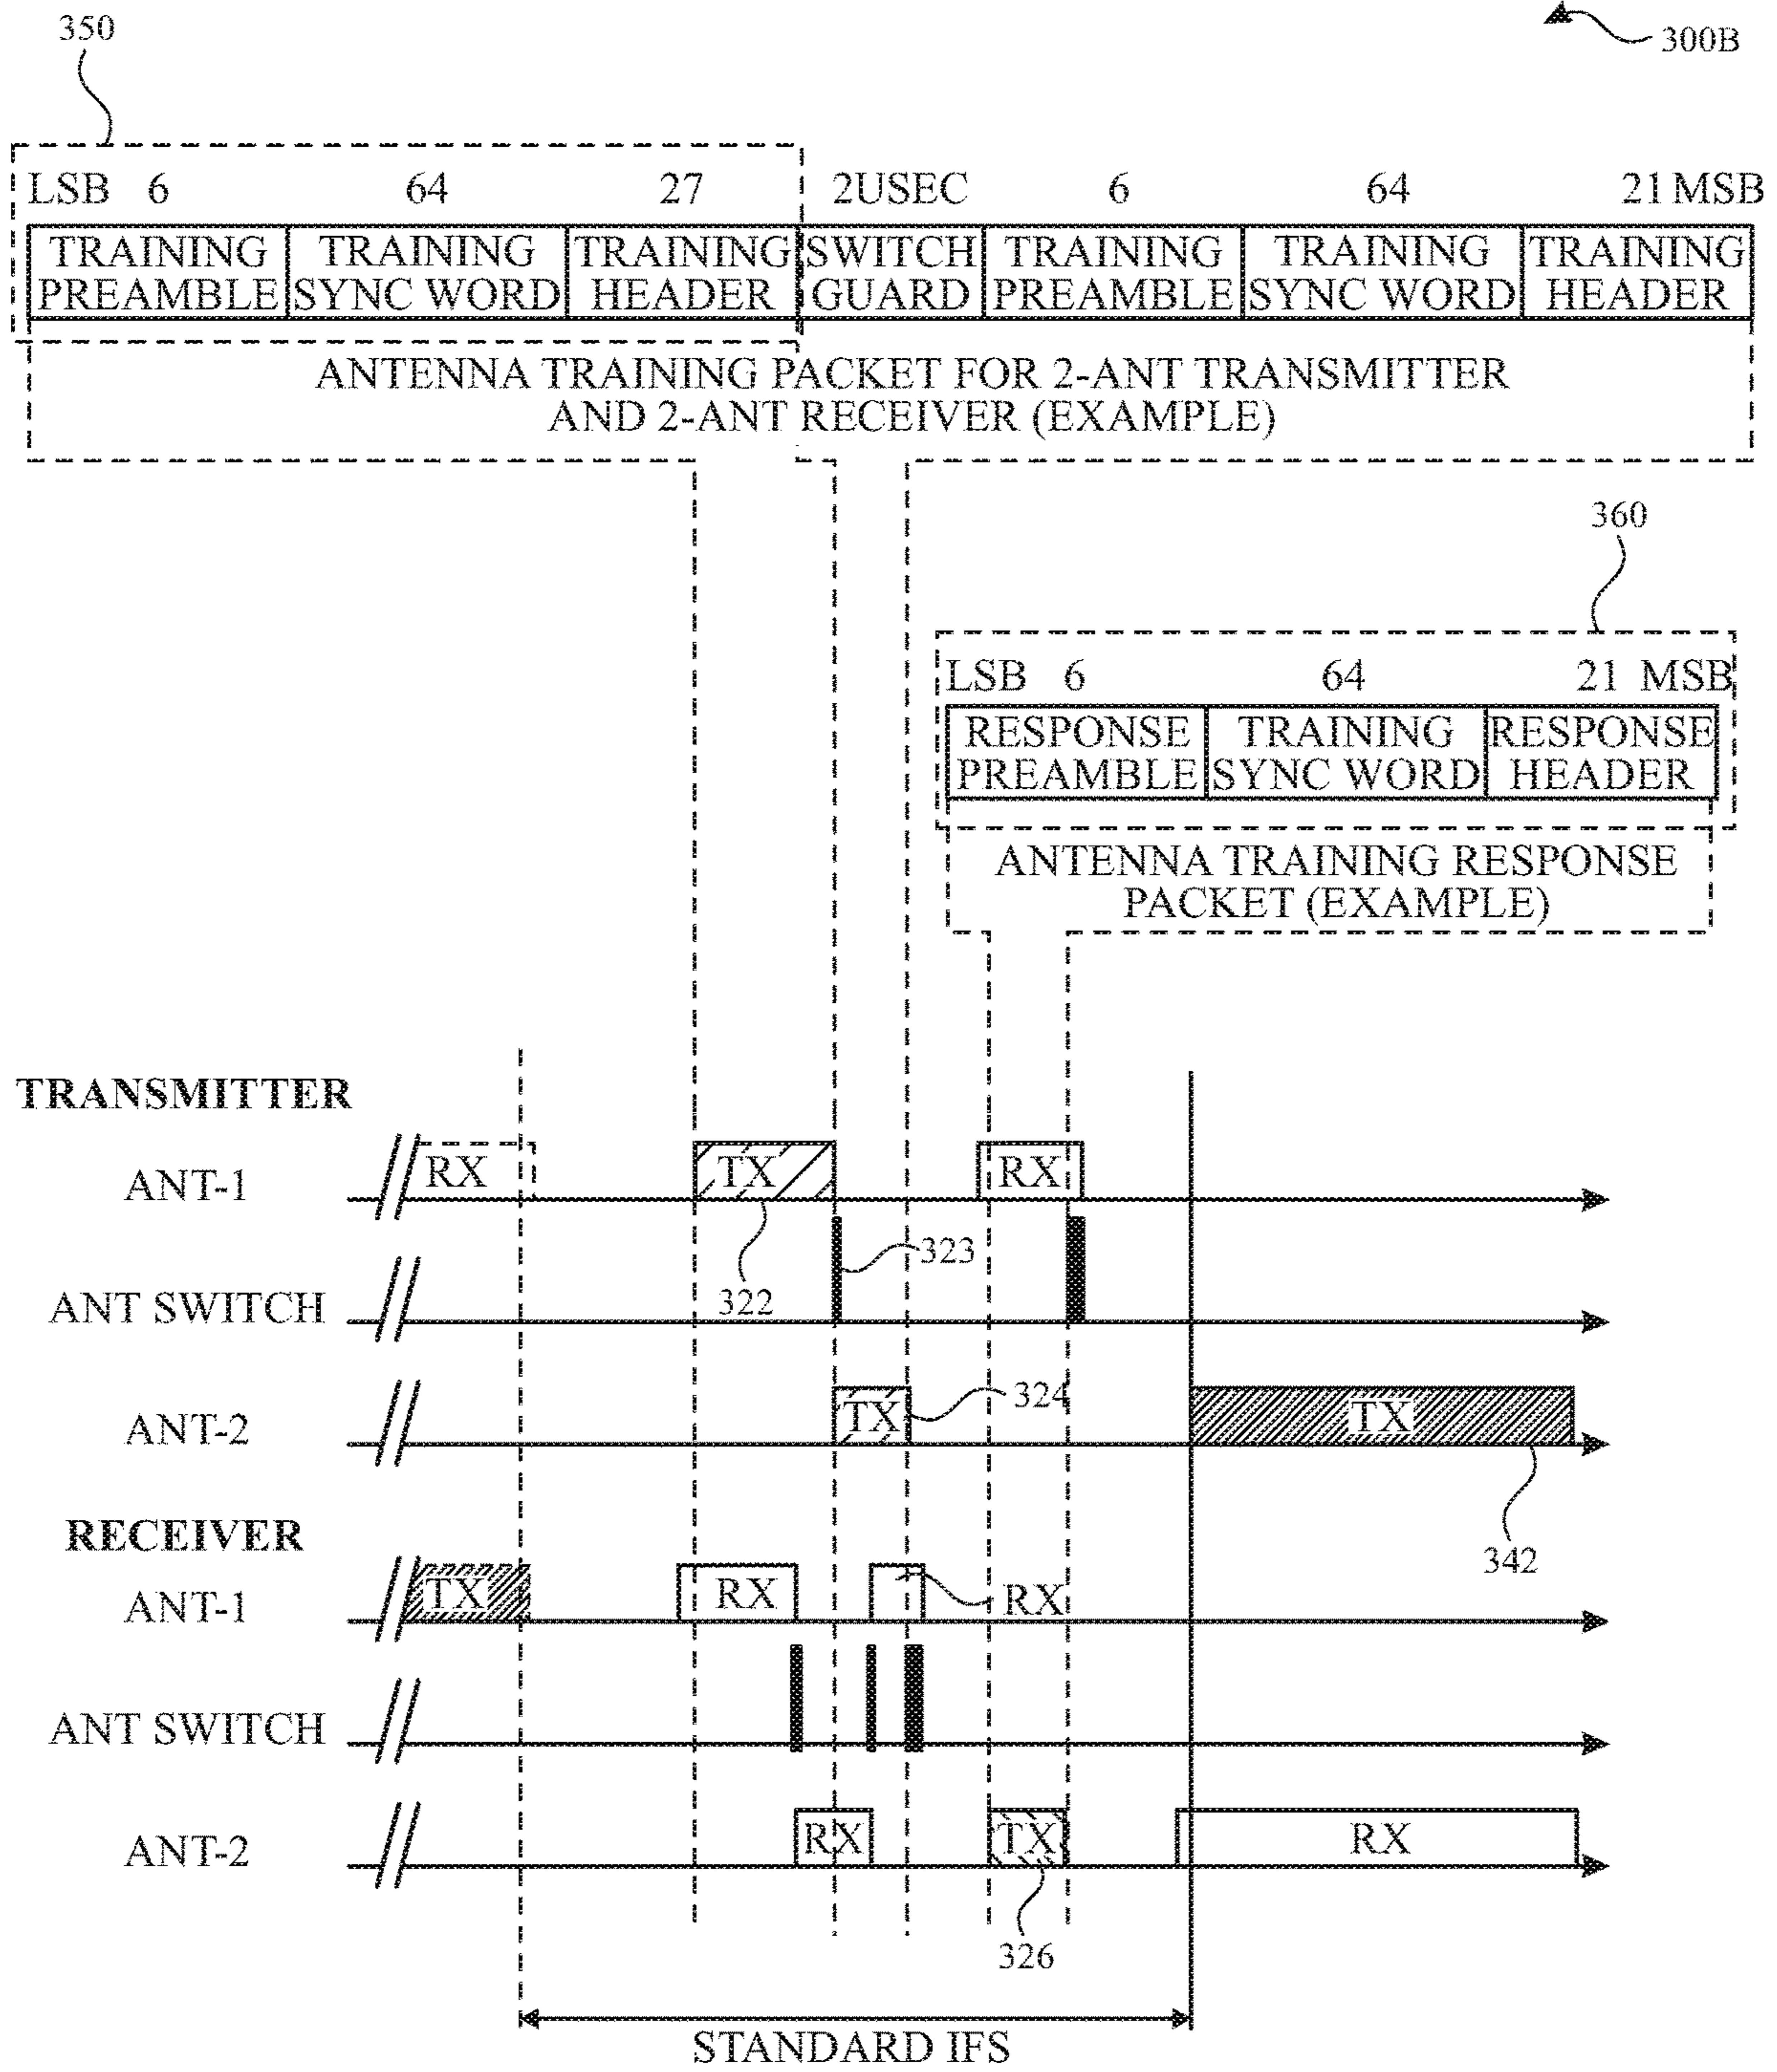 350
300B
LSB 6 64 27 2USEC 6 64 21 MSB
TRAINING TRAINING TRAINING SWITCH TRAINING TRAINING TRAINING
PREAMBLE SYNC WORD HEADER GUARD PREAMBLE SYNC WORD HEADER
ANTENNA TRAINING PACKET FOR 2-ANT TRANSMITTER
AND 2-ANT RECEIVER (EXAMPLE)
360
LSB 6 64 21 MSB
RESPONSE TRAINING RESPONSE
PREAMBLE SYNC WORD HEADER
ANTENNA TRAINING RESPONSE
PACKET (EXAMPLE)
TRANSMITTER
ANT-1 RX TX RX
323
322
ANT SWITCH
324
ANT-2 TX TX
342
RECEIVER
ANT-1 TX RX RX
ANT SWITCH
ANT-2 RX TX RX
326
STANDARD IFS